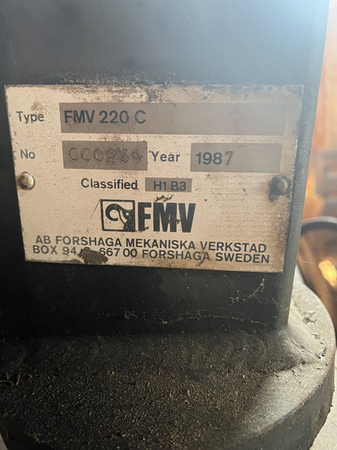 Type FMV 220 C
No Year 1987
Classified H1 B3
FMV
AB FORSHAGA MEKANISKA VERKSTAD
BOX 94 667 00 FORSHAGA SWEDEN